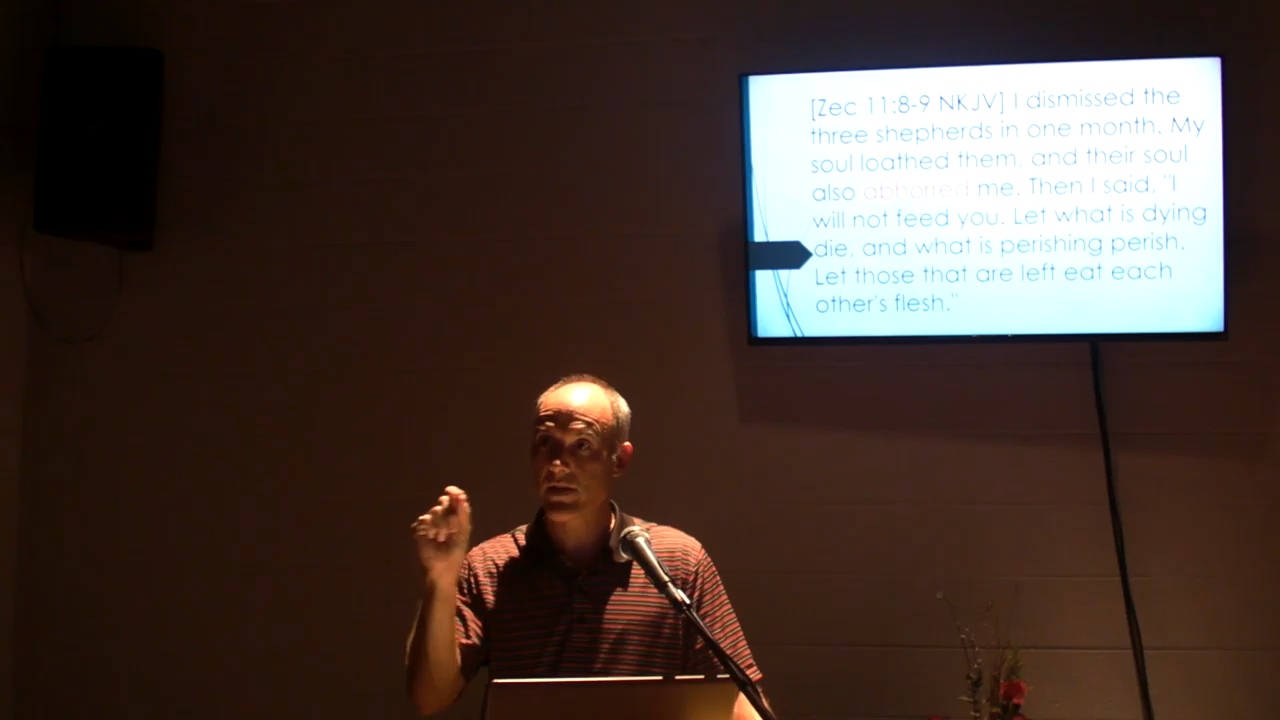 [Zec 11:8-9 NKJV] I dismissed the
three shepherds in one month. My
soul loathed them, and their soul
also abhorred me. Then I said, "I
will not feed you. Let what is dying
die, and what is perishing perish.
Let those that are left eat each
other's flesh."